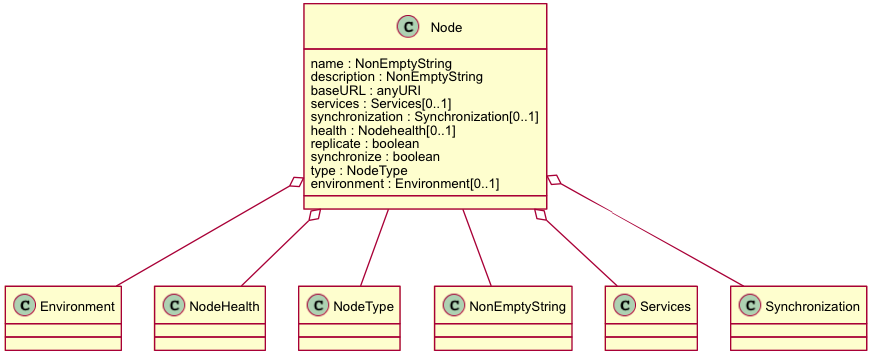 C Node
name : NonEmptyString
description : NonEmptyString
baseURL : anyURI
services : Services[0..1]
synchronization : Synchronization[0..1]
health : Nodehealth[0..1]
replicate : boolean
synchronize : boolean
type : NodeType
environment : Environment[0..1]
C Environment
C NodeHealth
C NodeType
C NonEmptyString
C Services
C Synchronization